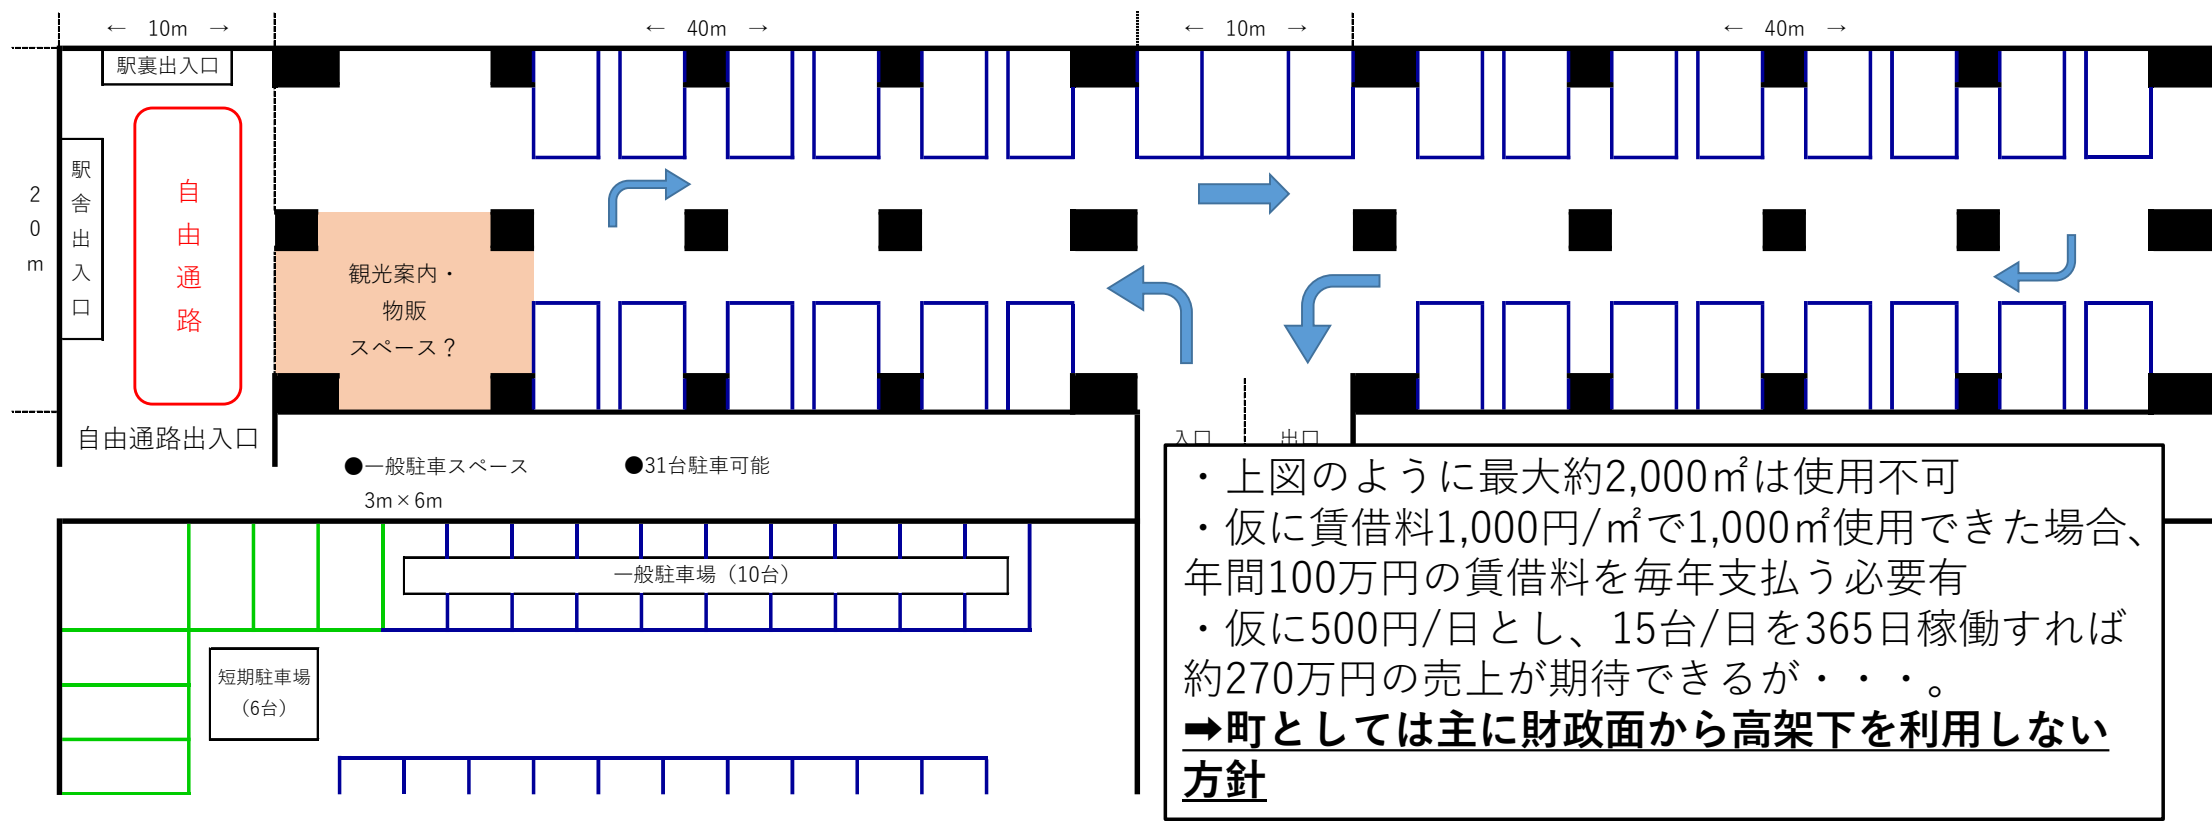 ← 10m →
← 40m →
← 10m →
← 40m →
駅裏出入口
20m
駅舎出入口
自由通路
観光案内・
物販
スペース？
自由通路出入口
入口
出口
●一般駐車スペース
●31台駐車可能
3m×6m
一般駐車場（10台）
短期駐車場
（6台）
・上図のように最大約2,000㎡は使用不可
・仮に賃借料1,000円/㎡で1,000㎡使用できた場合、
年間100万円の賃借料を毎年支払う必要有
・仮に500円/日とし、15台/日を365日稼働すれば
約270万円の売上が期待できるが・・・。
➡町としては主に財政面から高架下を利用しない
方針